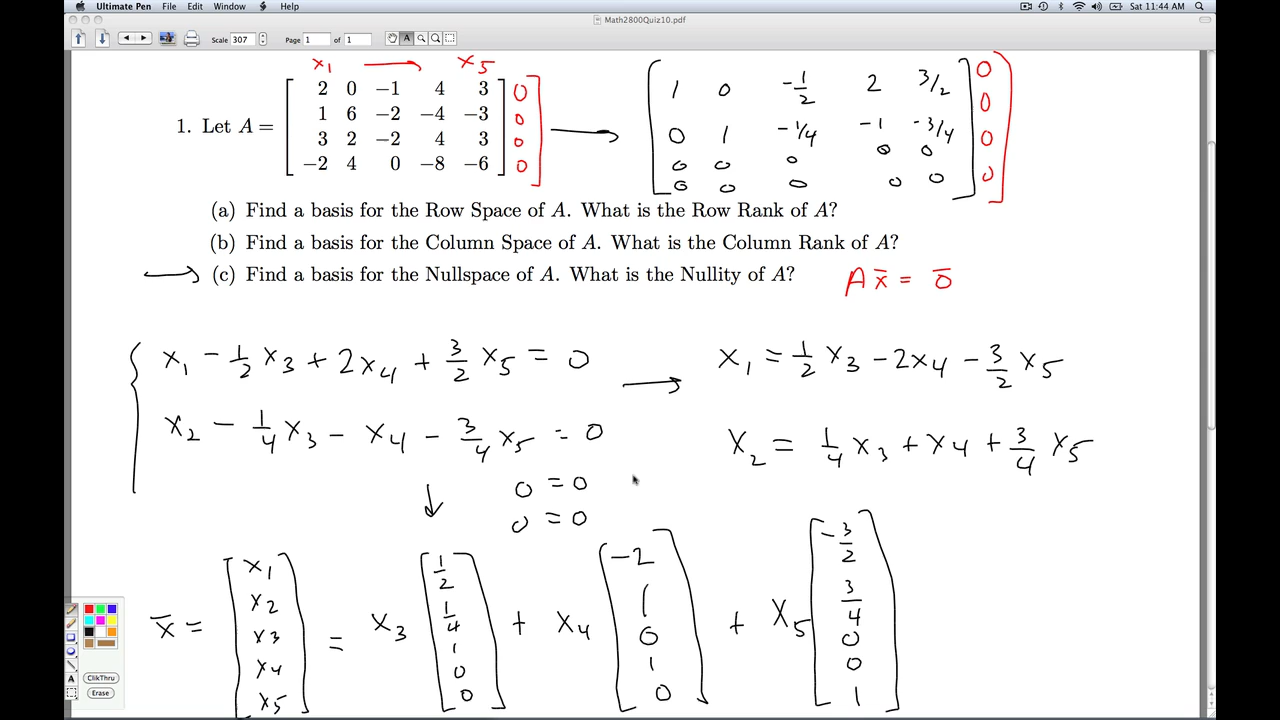 Ultimate Pen File Edit Window Help Sat 11:44 AM
Math2800Quiz10.pdf
Scale 307 Page 1 of 1
x1 → x5
1. Let A = [ 2 0 −1 4 3 | 0 ] → [ 1 0 -1/2 2 3/2 | 0 ]
1 6 −2 −4 −3 | 0 0 1 -1/4 -1 -3/4 | 0
3 2 −2 4 3 | 0 0 0 0 0 0 | 0
−2 4 0 −8 −6 | 0 0 0 0 0 0 | 0
(a) Find a basis for the Row Space of A. What is the Row Rank of A?
(b) Find a basis for the Column Space of A. What is the Column Rank of A?
→ (c) Find a basis for the Nullspace of A. What is the Nullity of A? Ax̄ = 0̄
x1 - 1/2 x3 + 2x4 + 3/2 x5 = 0 → x1 = 1/2 x3 - 2x4 - 3/2 x5
x2 - 1/4 x3 - x4 - 3/4 x5 = 0 x2 = 1/4 x3 + x4 + 3/4 x5
↓ 0 = 0
0 = 0
x̄ = [x1 x2 x3 x4 x5] = x3 [1/2 1/4 1 0 0] + x4 [-2 1 0 1 0] + x5 [-3/2 3/4 0 0 1]
ClikThru
Erase